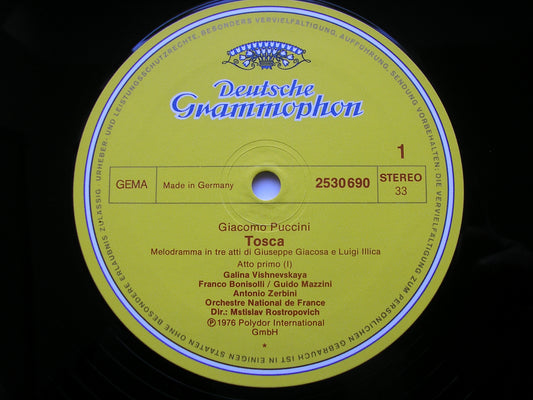 Deutsche
Grammophon
1
GEMA
Made in Germany
2530690
STEREO
33
Giacomo Puccini
Tosca
Melodramma in tre atti di Giuseppe Giacosa e Luigi Illica
Atto primo (I)
Galina Vishnevskaya
Franco Bonisolli / Guido Mazzini
Antonio Zerbini
Orchestre National de France
Dir.: Mstislav Rostropovich
Ⓟ 1976 Polydor International
GmbH
*
URHEBER- UND LEISTUNGSSCHUTZRECHTE, BESONDERS VERVIELFÄLTIGUNG, AUFFÜHRUNG, SENDUNG VORBEHALTEN; DIE VERVIELFÄLTIGUNG ZUM PERSÖNLICHEN GEBRAUCH IST IN EINIGEN STAATEN OHNE BESONDERE ERLAUBNIS ZULÄSSIG